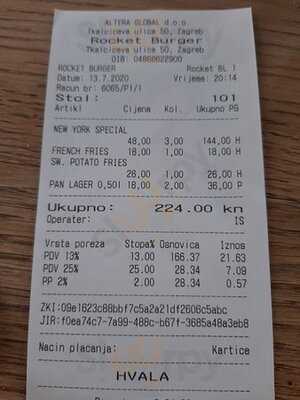 ALTERA GLOBAL d.o.o
Tkalciceva ulica 50, Zagreb
Rocket Burger
Tkalciceva ulica 50, Zagreb
OIB: 04860622900
ROCKET BURGER Rocket BL 1
Datum: 13.7.2020 Vrijeme: 20:14
Racun br: 6065/P1/1
Stol: 101
Artikl Cijena Kol. Ukupno PG
NEW YORK SPECIAL
48,00 3,00 144,00 H
FRENCH FRIES 18,00 1,00 18,00 H
SW. POTATO FRIES
26,00 1,00 26,00 H
PAN LAGER 0,50l 18,00 2,00 36,00 P
Ukupno: 224.00 kn
Operater: IS
Vrsta poreza Stopa% Osnovica Iznos
PDV 13% 13.00 166.37 21.63
PDV 25% 25.00 28.34 7.09
PP 2% 2.00 28.34 0.57
ZKI:09e1623c88bbf7c5a2a21df2606c5abc
JIR:f0ea74c7-7a99-488c-b67f-3685a48a3eb8
Nacin placanja: Kartice
HVALA